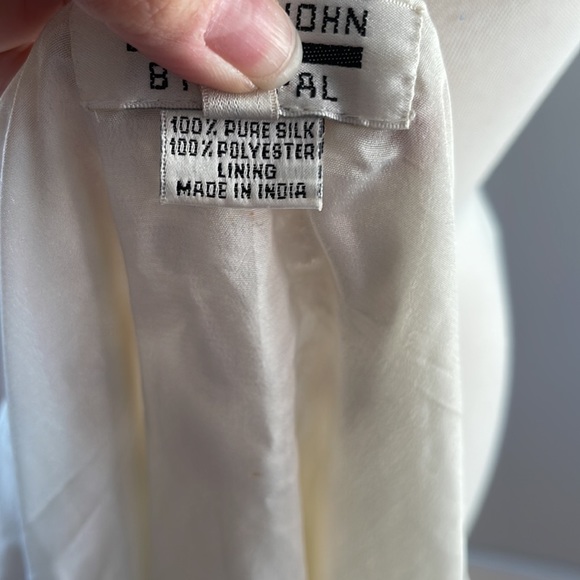 JOHN
100% PURE SILK
100% POLYESTER
LINING
MADE IN INDIA